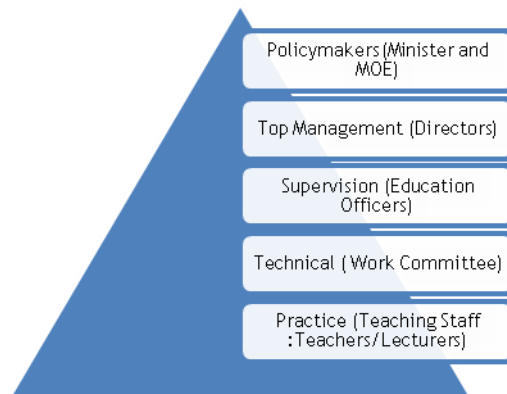 Policymakers (Minister and
MOE)
Top Management (Directors)
Supervision (Education
Officers)
Technical ( Work Committee)
Practice (Teaching Staff
:Teachers/Lecturers)